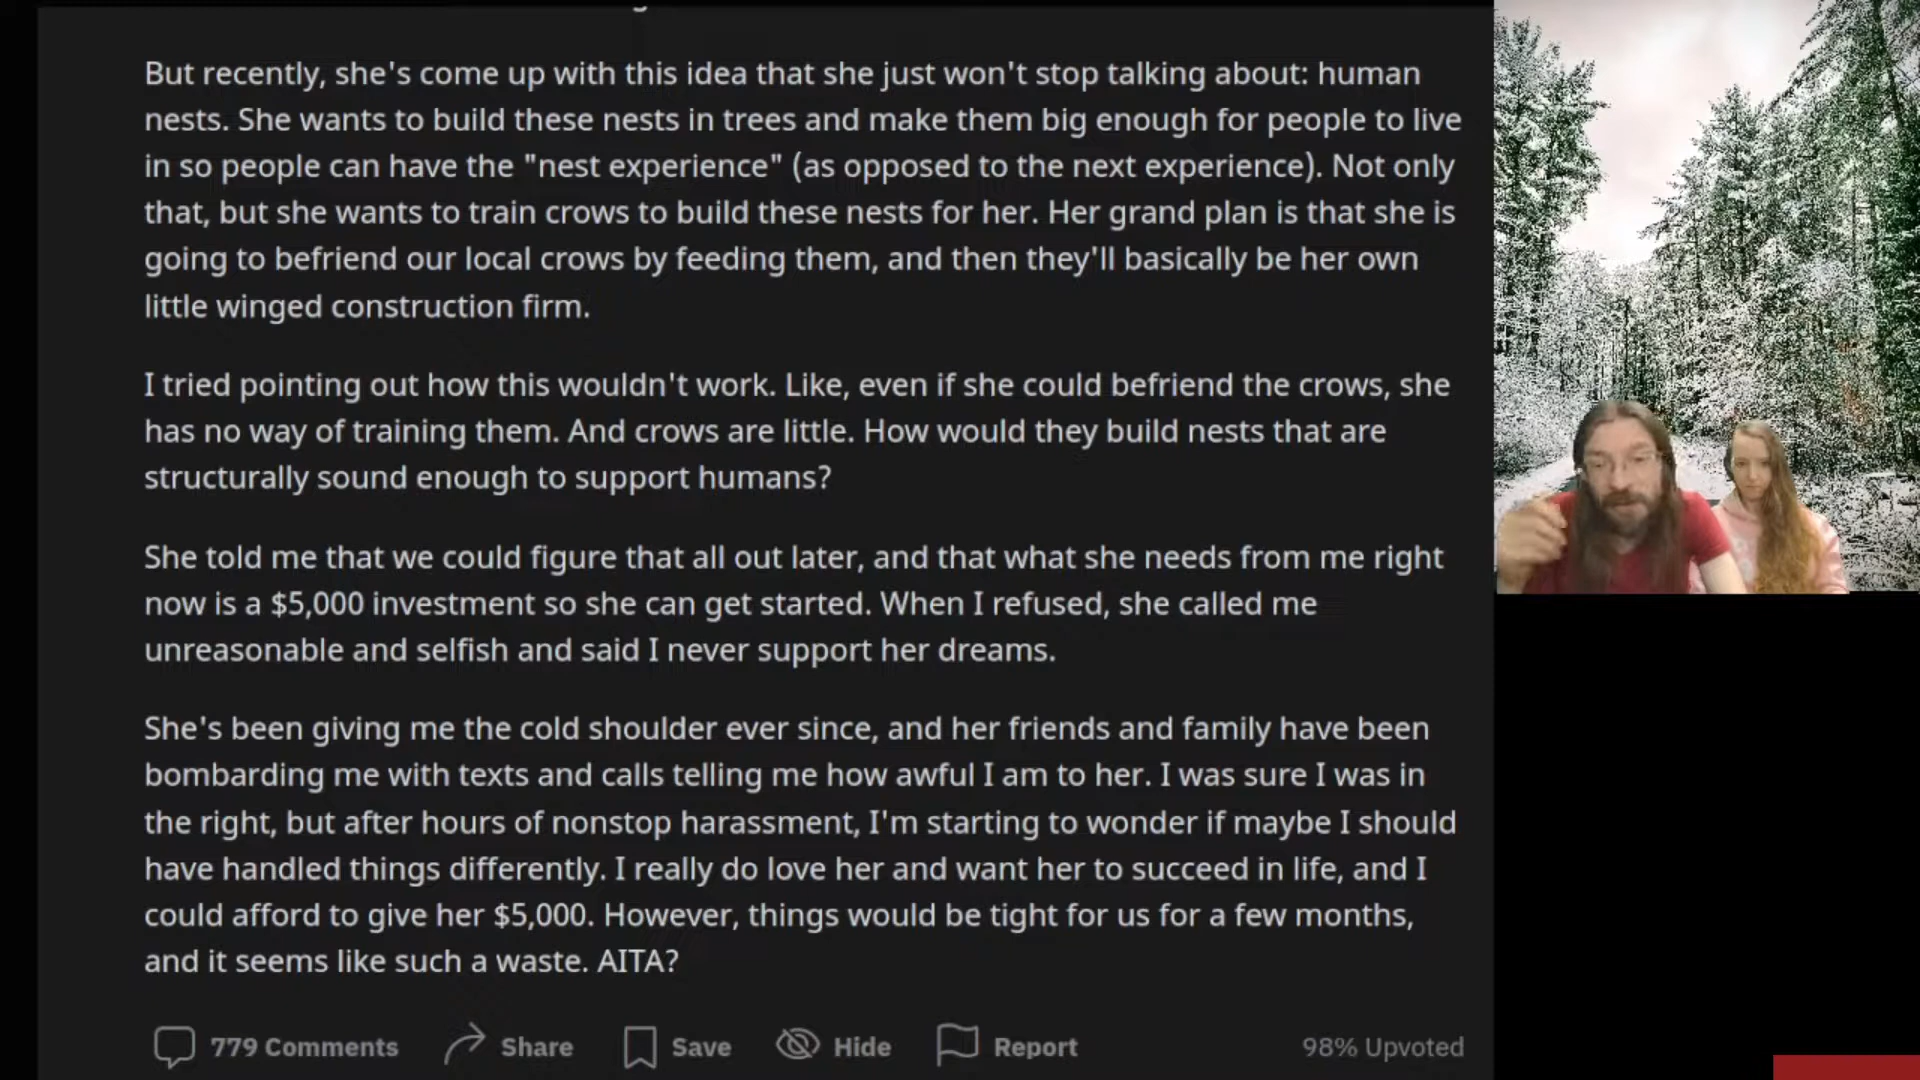 But recently, she's come up with this idea that she just won't stop talking about: human
nests. She wants to build these nests in trees and make them big enough for people to live
in so people can have the "nest experience" (as opposed to the next experience). Not only
that, but she wants to train crows to build these nests for her. Her grand plan is that she is
going to befriend our local crows by feeding them, and then they'll basically be her own
little winged construction firm.
I tried pointing out how this wouldn't work. Like, even if she could befriend the crows, she
has no way of training them. And crows are little. How would they build nests that are
structurally sound enough to support humans?
She told me that we could figure that all out later, and that what she needs from me right
now is a $5,000 investment so she can get started. When I refused, she called me
unreasonable and selfish and said I never support her dreams.
She's been giving me the cold shoulder ever since, and her friends and family have been
bombarding me with texts and calls telling me how awful I am to her. I was sure I was in
the right, but after hours of nonstop harassment, I'm starting to wonder if maybe I should
have handled things differently. I really do love her and want her to succeed in life, and I
could afford to give her $5,000. However, things would be tight for us for a few months,
and it seems like such a waste. AITA?
779 Comments Share Save Hide Report 98% Upvoted